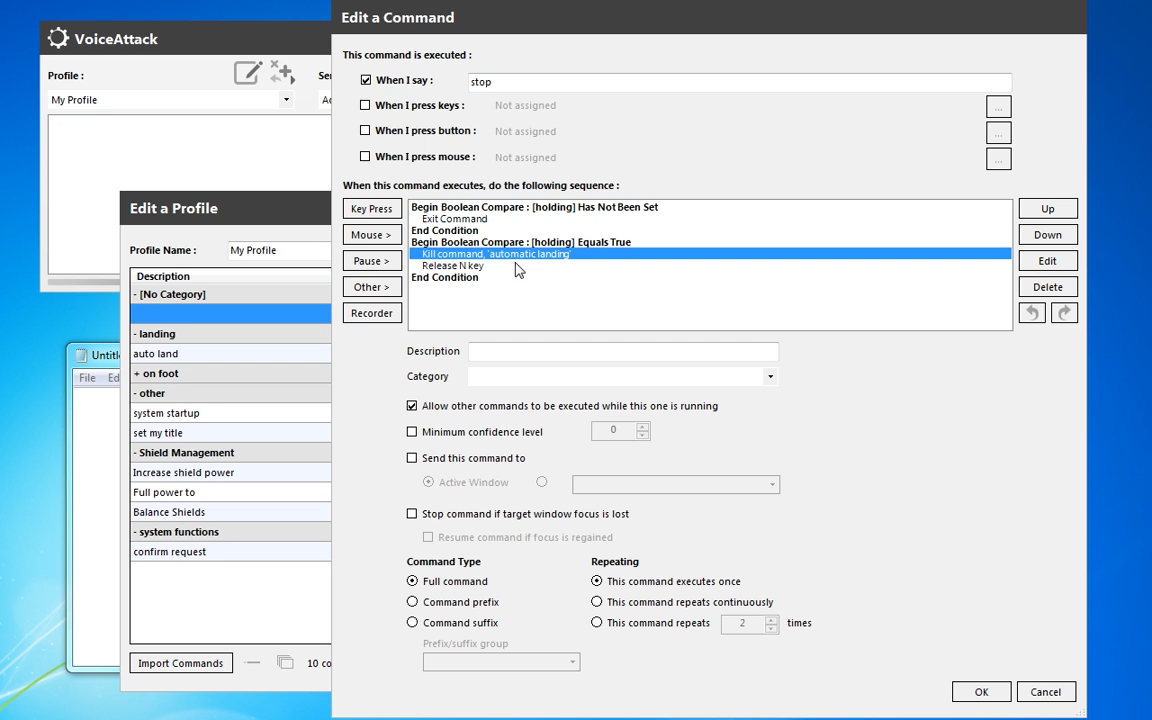 VoiceAttack
Profile :
Se
My Profile
Ac
Edit a Profile
Profile Name :
My Profile
Description
- [No Category]
- landing
auto land
+ on foot
- other
system startup
set my title
- Shield Management
Increase shield power
Full power to
Balance Shields
- system functions
confirm request
Import Commands
10 co
Untitl
File
Ed
Edit a Command
This command is executed :
When I say :
stop
When I press keys :
Not assigned
...
When I press button :
Not assigned
...
When I press mouse :
Not assigned
...
When this command executes, do the following sequence :
Key Press
Mouse >
Pause >
Other >
Recorder
Begin Boolean Compare : [holding] Has Not Been Set
Exit Command
End Condition
Begin Boolean Compare : [holding] Equals True
Kill command, 'automatic landing'
Release N key
End Condition
Up
Down
Edit
Delete
Description
Category
Allow other commands to be executed while this one is running
Minimum confidence level
0
Send this command to
Active Window
Stop command if target window focus is lost
Resume command if focus is regained
Command Type
Full command
Command prefix
Command suffix
Prefix/suffix group
Repeating
This command executes once
This command repeats continuously
This command repeats
2
times
OK
Cancel